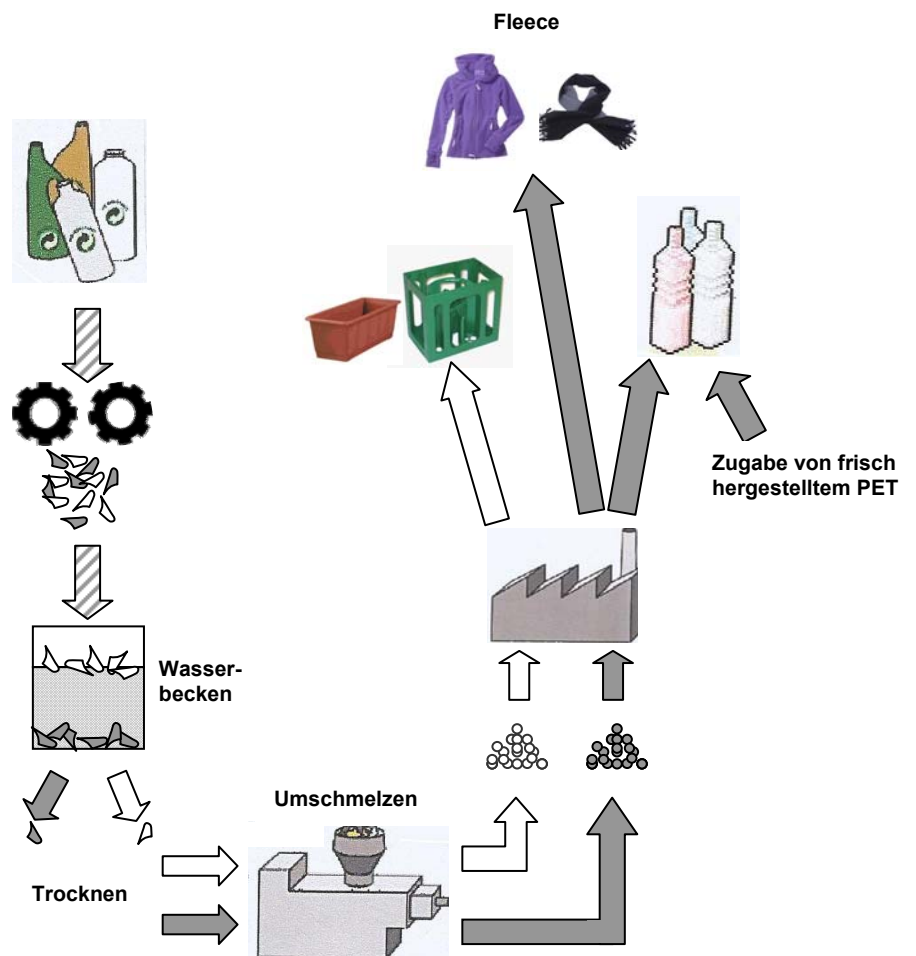 Fleece
Zugabe von frisch
hergestelltem PET
Wasser-
becken
Umschmelzen
Trocknen